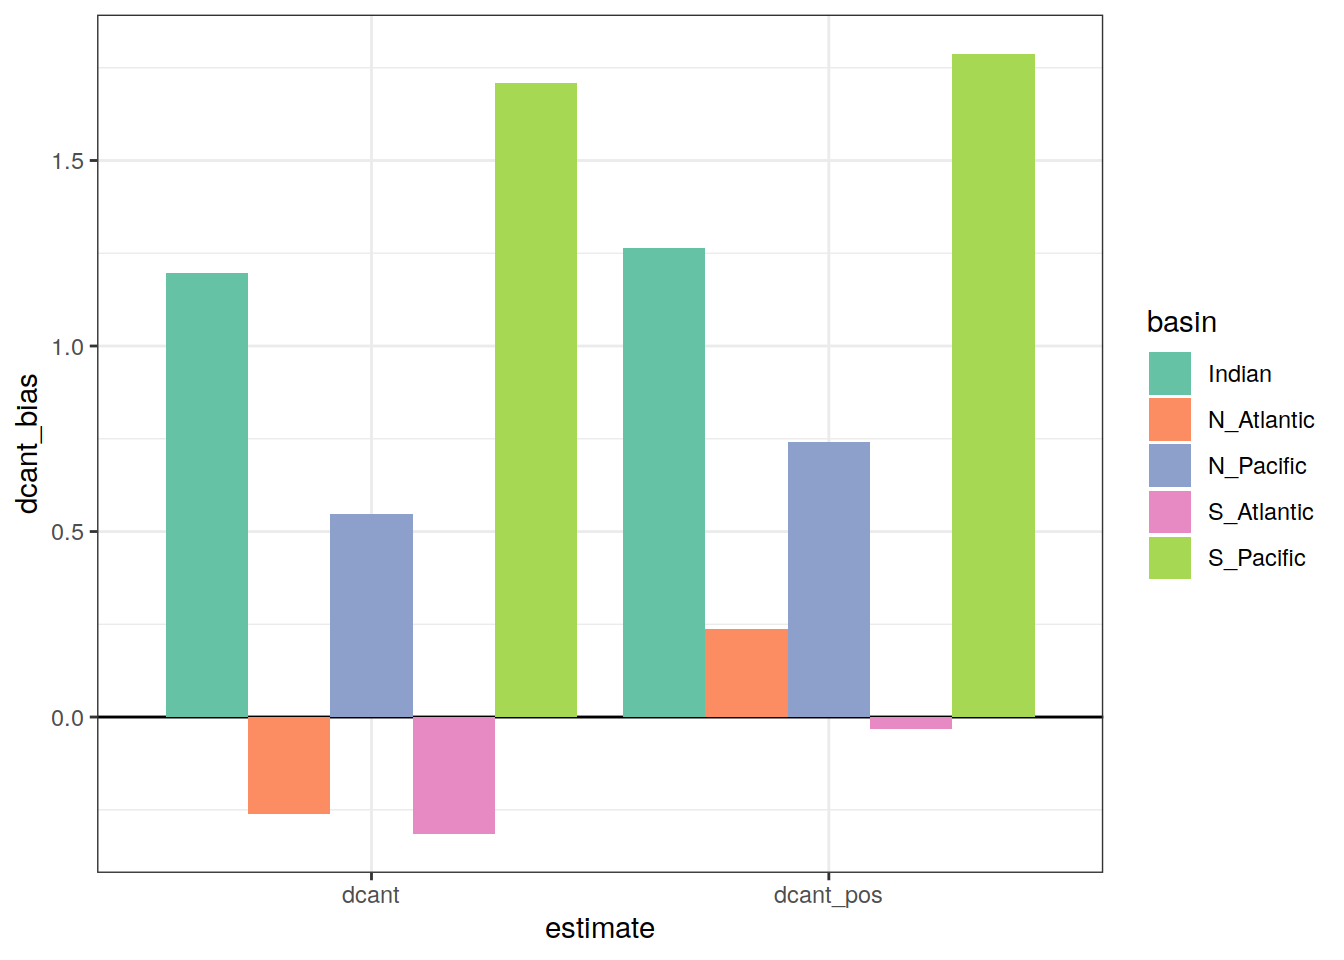 dcant_bias
1.5
1.0
0.5
0.0
dcant
dcant_pos
estimate
basin
Indian
N_Atlantic
N_Pacific
S_Atlantic
S_Pacific